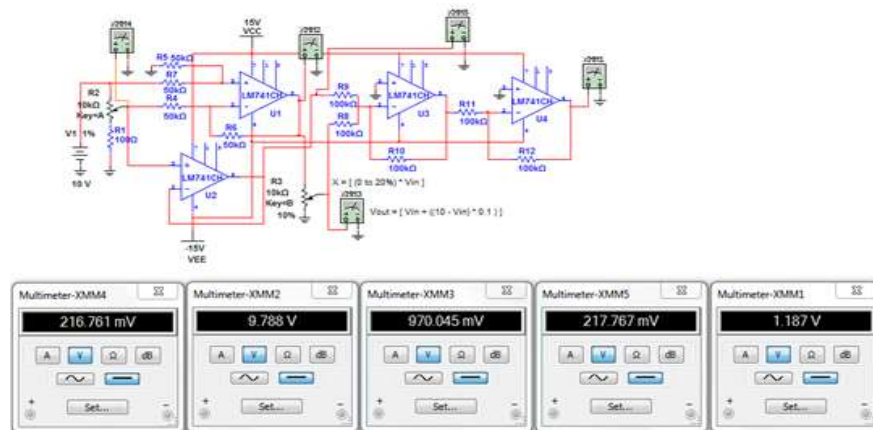 15V
VCC
R5 50kΩ
R7
50kΩ
R2
10kΩ
Key=A
R4
50kΩ
LM741CH
U1
R9
100kΩ
R8
100kΩ
LM741CH
U3
R11
100kΩ
LM741CH
U4
V1 1%
R1
100Ω
R6
50kΩ
R10
100kΩ
R12
100kΩ
10 V
LM741CH
U2
R3
10kΩ
Key=B
10%
X = [ (0 to 20%) * Vin ]
Vout = [ Vin + ((10 - Vin) * 0.1 ) ]
-15V
VEE
Multimeter-XMM4
216.761 mV
A V Ω dB
Set...
+ -
Multimeter-XMM2
9.788 V
A V Ω dB
Set...
+ -
Multimeter-XMM3
970.045 mV
A V Ω dB
Set...
+ -
Multimeter-XMM5
217.767 mV
A V Ω dB
Set...
+ -
Multimeter-XMM1
1.187 V
A V Ω dB
Set...
+ -